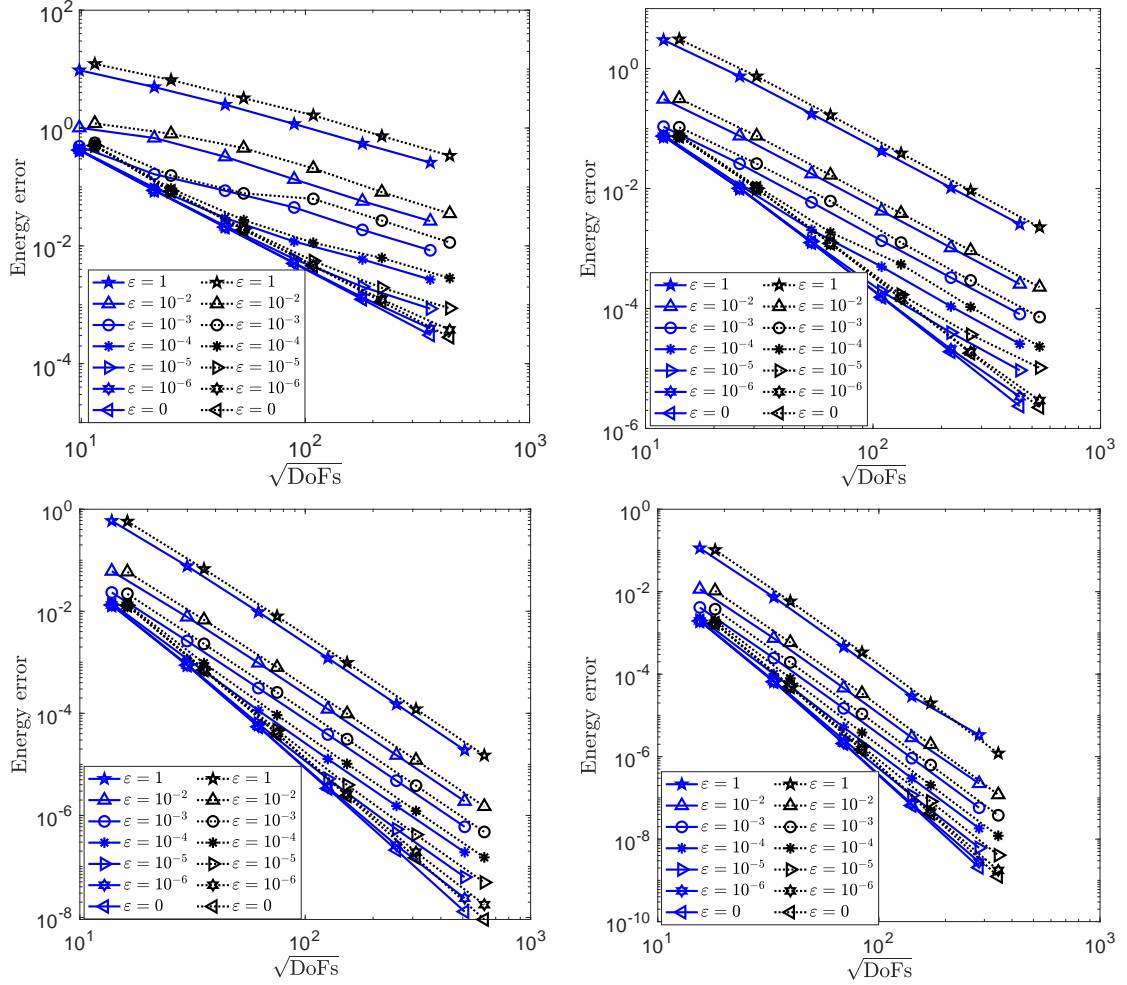 10^2
10^0
10^{-2}
10^{-4}
Energy error
ε = 1 ε = 1
ε = 10^{-2} ε = 10^{-2}
ε = 10^{-3} ε = 10^{-3}
ε = 10^{-4} ε = 10^{-4}
ε = 10^{-5} ε = 10^{-5}
ε = 10^{-6} ε = 10^{-6}
ε = 0 ε = 0
10^1 10^2 10^3
√DoFs
10^0
10^{-2}
10^{-4}
10^{-6}
Energy error
ε = 1 ε = 1
ε = 10^{-2} ε = 10^{-2}
ε = 10^{-3} ε = 10^{-3}
ε = 10^{-4} ε = 10^{-4}
ε = 10^{-5} ε = 10^{-5}
ε = 10^{-6} ε = 10^{-6}
ε = 0 ε = 0
10^1 10^2 10^3
√DoFs
10^0
10^{-2}
10^{-4}
10^{-6}
10^{-8}
Energy error
ε = 1 ε = 1
ε = 10^{-2} ε = 10^{-2}
ε = 10^{-3} ε = 10^{-3}
ε = 10^{-4} ε = 10^{-4}
ε = 10^{-5} ε = 10^{-5}
ε = 10^{-6} ε = 10^{-6}
ε = 0 ε = 0
10^1 10^2 10^3
√DoFs
10^0
10^{-2}
10^{-4}
10^{-6}
10^{-8}
10^{-10}
Energy error
ε = 1 ε = 1
ε = 10^{-2} ε = 10^{-2}
ε = 10^{-3} ε = 10^{-3}
ε = 10^{-4} ε = 10^{-4}
ε = 10^{-5} ε = 10^{-5}
ε = 10^{-6} ε = 10^{-6}
ε = 0 ε = 0
10^1 10^2 10^3
√DoFs